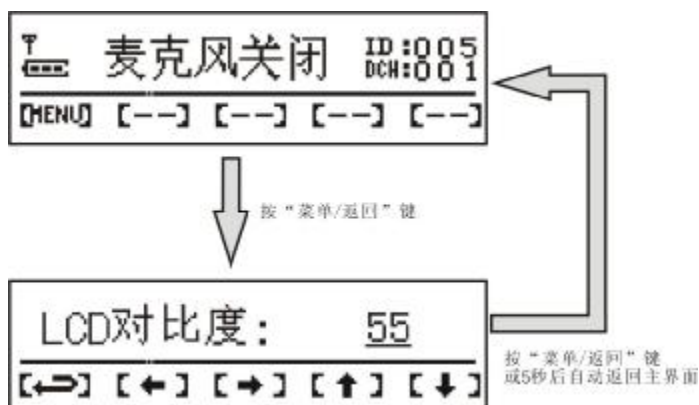 麦克风关闭 ID:005
DCH:001
[MENU] [--] [--] [--] [--]
按“菜单/返回”键
LCD对比度: 55
[↩] [←] [→] [↑] [↓]
按“菜单/返回”键
或5秒后自动返回主界面